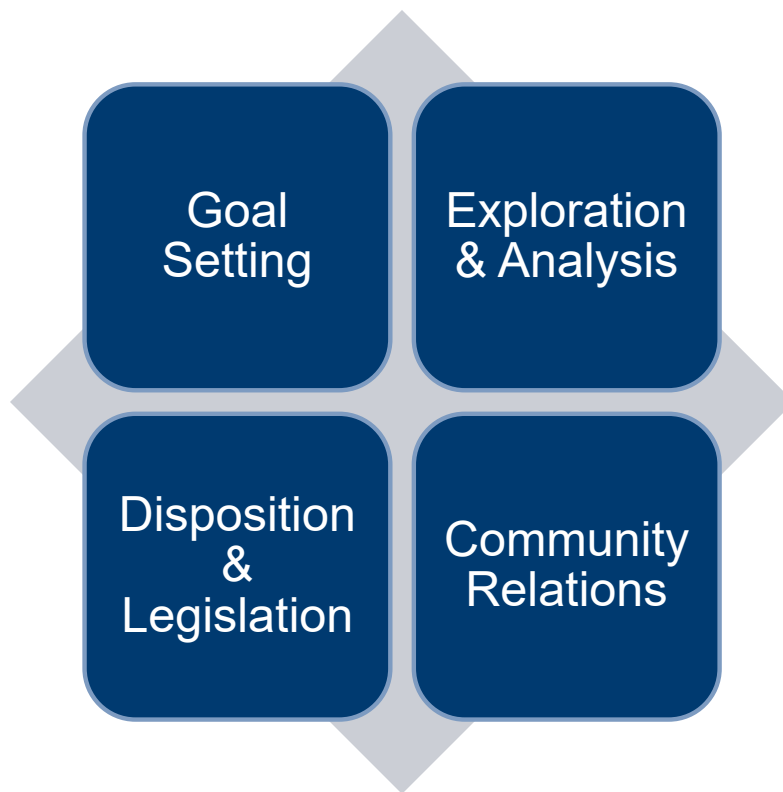 Goal
Setting
Exploration
& Analysis
Disposition
&
Legislation
Community
Relations